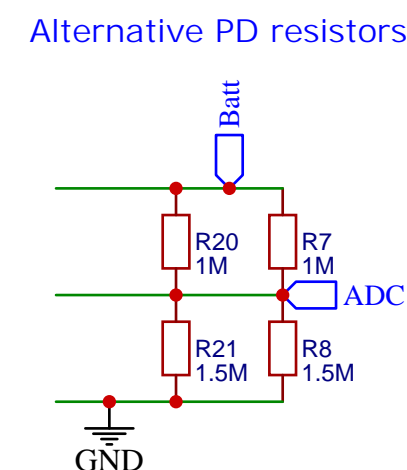 Alternative PD resistors
Batt
R20
1M
R7
1M
ADC
R21
1.5M
R8
1.5M
GND